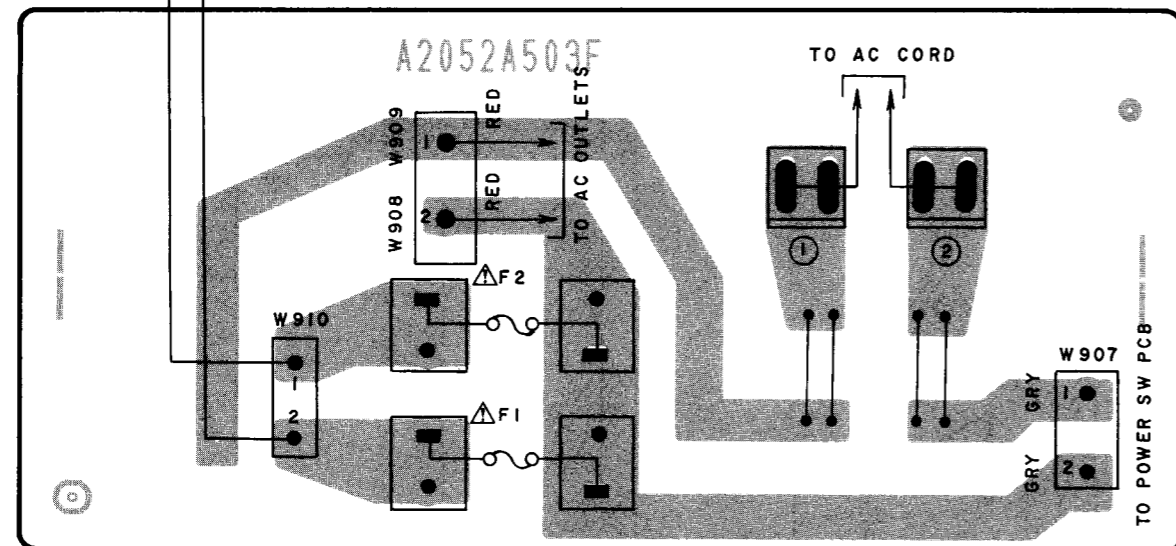 A2052A503F
TO AC CORD
W909
1
RED
TO AC OUTLETS
W908
2
RED
①
②
⚠F2
W910
1
2
⚠F1
W907
GRY
1
GRY
2
TO POWER SW PCB